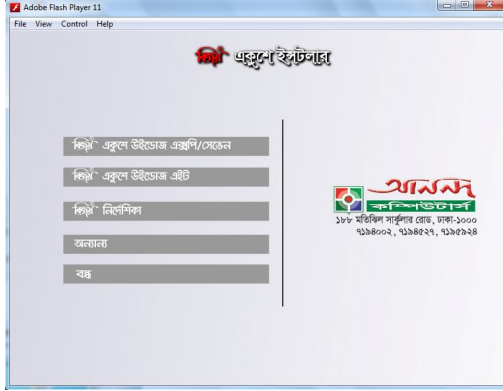 Adobe Flash Player 11
File View Control Help
বিজয় একুশে ইন্সটলার
বিজয় একুশে উইন্ডোজ এক্সপি/সেভেন
বিজয় একুশে উইন্ডোজ এইট
বিজয় নির্দেশিকা
অন্যান্য
বন্ধ
আনন্দ
কম্পিউটার্স
১৮৮ মতিঝিল সার্কুলার রোড, ঢাকা-১০০০
৭১৯৪০০২, ৭১৯৪৫২৭, ৭১৯৫৯২৪